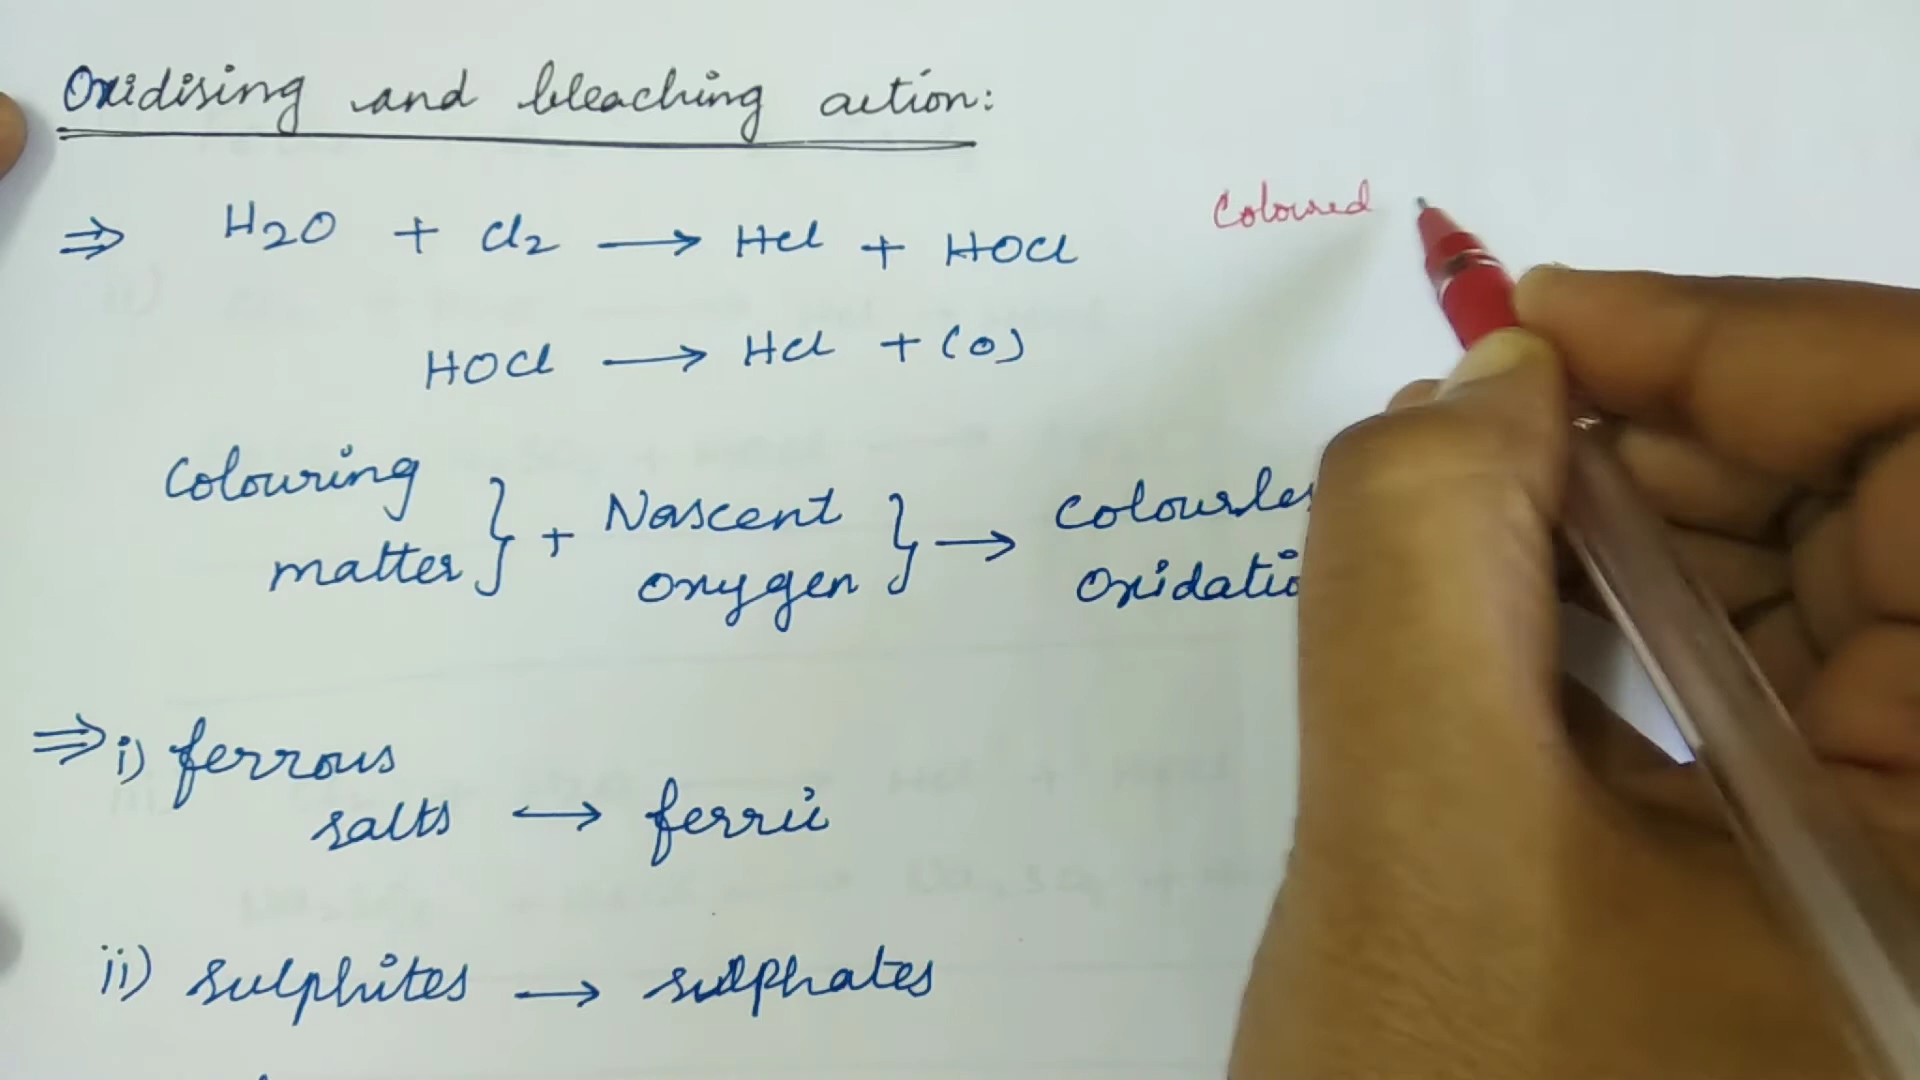 Oxidising and bleaching action:
⇒ H2O + Cl2 → HCl + HOCl
Coloured
HOCl → HCl + (O)
Colouring
matter } + Nascent
oxygen } →
⇒ i) ferrous
salts → ferric
ii) sulphites → sulphates